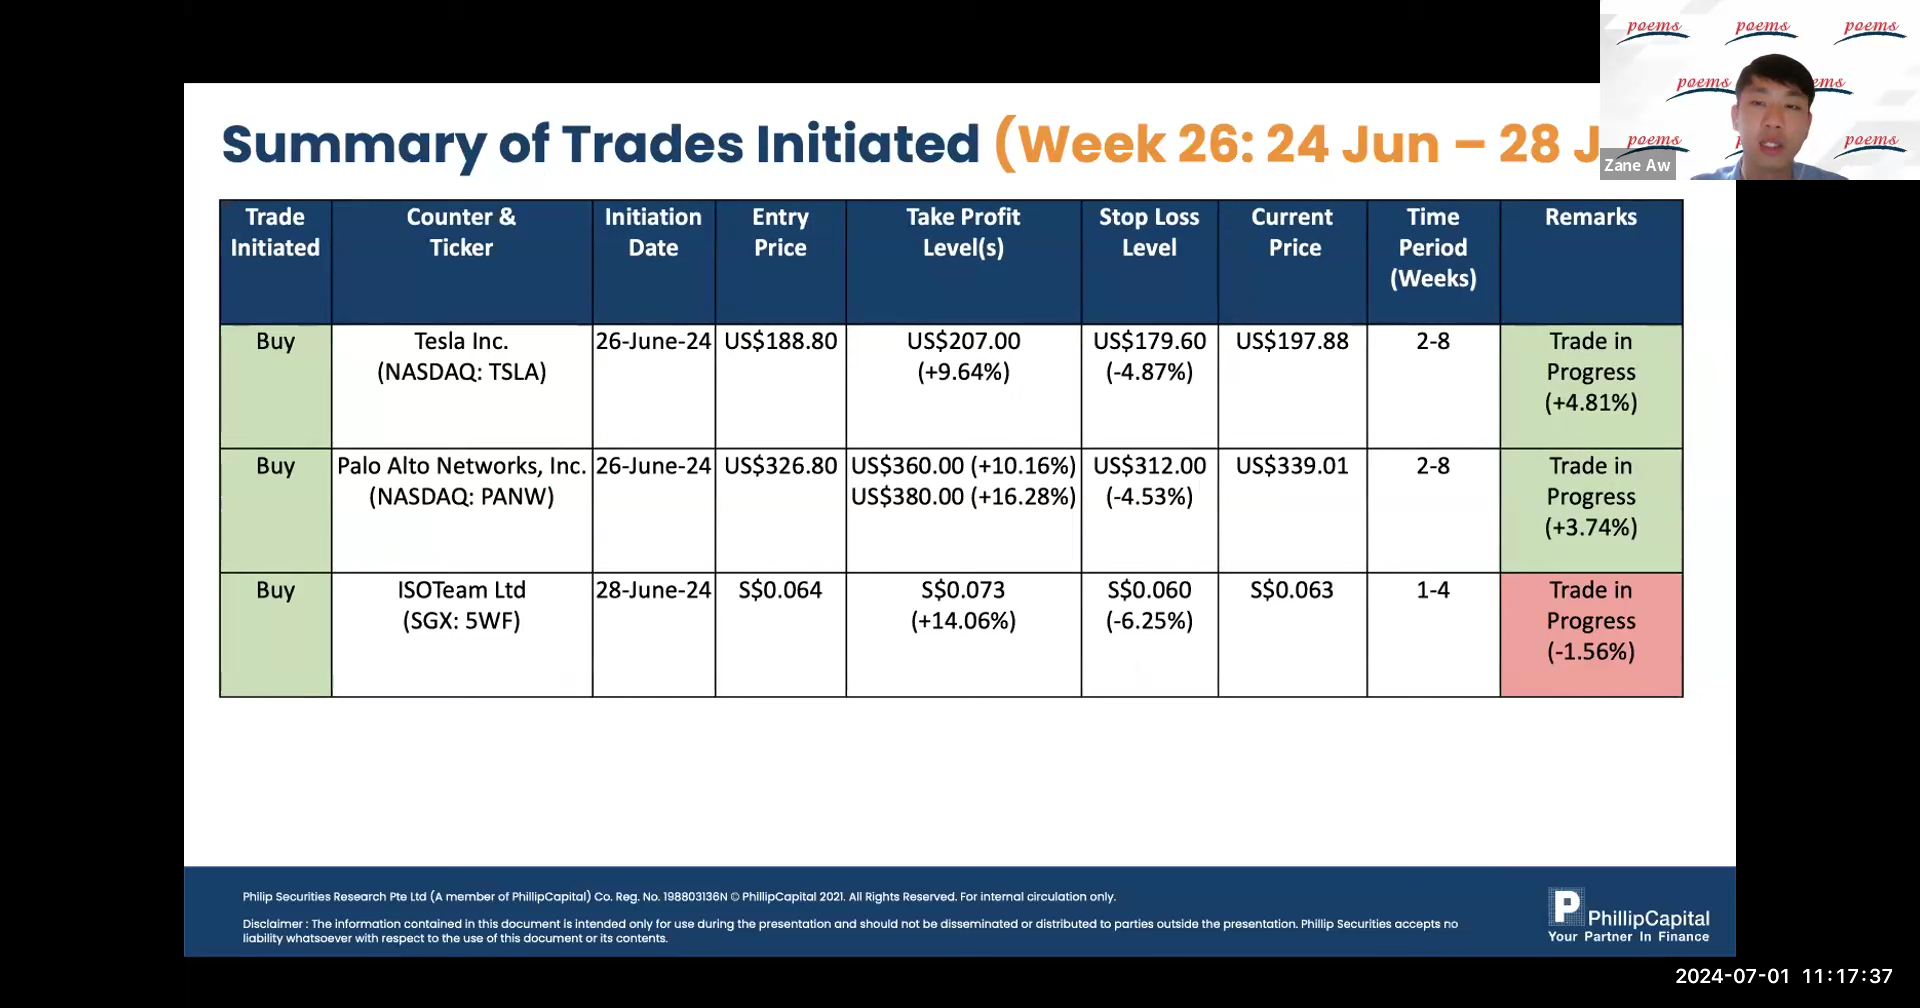 poems poems poems
poems ems
poems poems
Zane Aw
Summary of Trades Initiated (Week 26: 24 Jun – 28 J
Trade Initiated
Counter & Ticker
Initiation Date
Entry Price
Take Profit Level(s)
Stop Loss Level
Current Price
Time Period (Weeks)
Remarks
Buy
Tesla Inc.
(NASDAQ: TSLA)
26-June-24
US$188.80
US$207.00
(+9.64%)
US$179.60
(-4.87%)
US$197.88
2-8
Trade in
Progress
(+4.81%)
Buy
Palo Alto Networks, Inc.
(NASDAQ: PANW)
26-June-24
US$326.80
US$360.00 (+10.16%)
US$380.00 (+16.28%)
US$312.00
(-4.53%)
US$339.01
2-8
Trade in
Progress
(+3.74%)
Buy
ISOTeam Ltd
(SGX: 5WF)
28-June-24
S$0.064
S$0.073
(+14.06%)
S$0.060
(-6.25%)
S$0.063
1-4
Trade in
Progress
(-1.56%)
Philip Securities Research Pte Ltd (A member of PhillipCapital) Co. Reg. No. 198803136N © PhillipCapital 2021. All Rights Reserved. For internal circulation only.
Disclaimer : The information contained in this document is intended only for use during the presentation and should not be disseminated or distributed to parties outside the presentation. Phillip Securities accepts no
liability whatsoever with respect to the use of this document or its contents.
PhillipCapital
Your Partner In Finance
2024-07-01 11:17:37